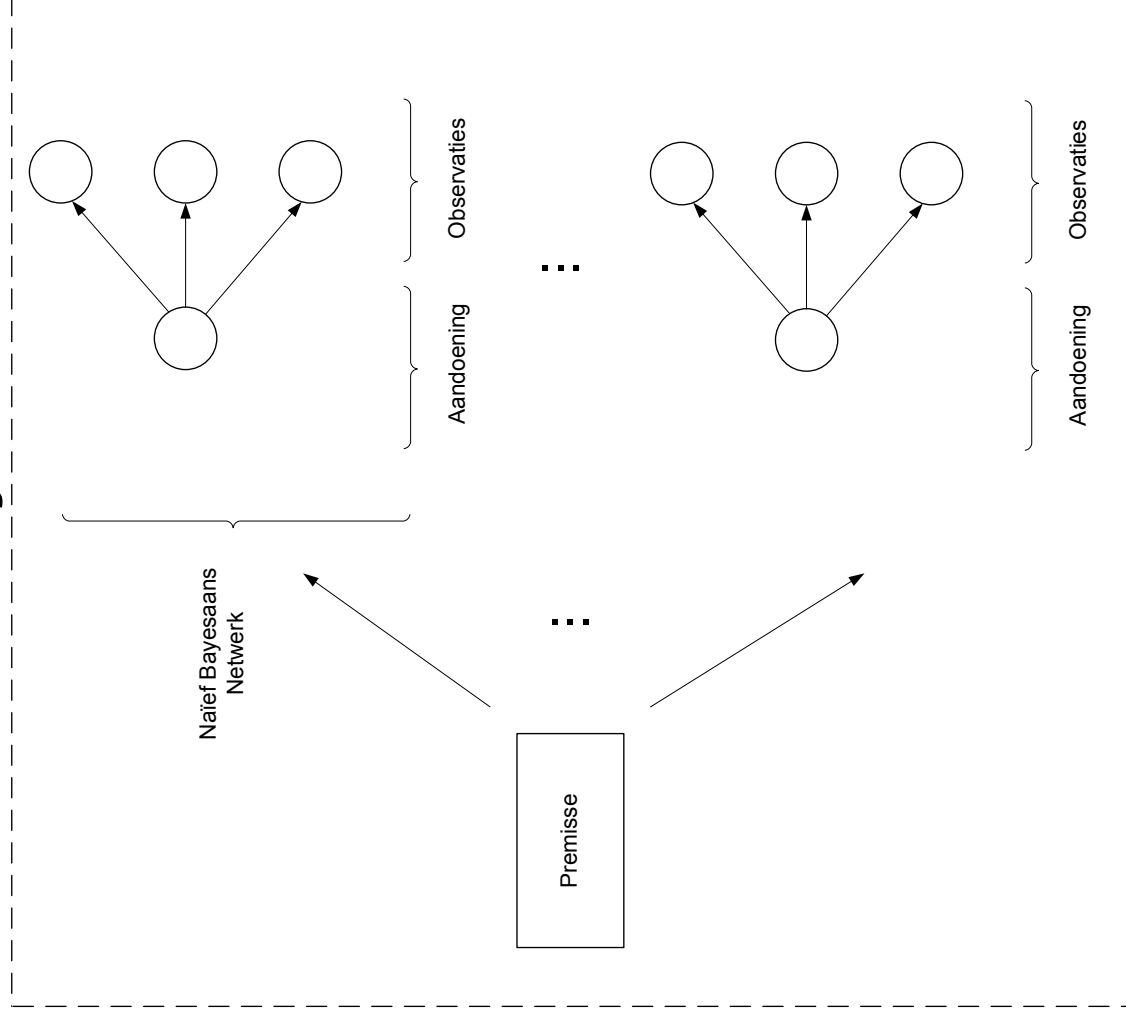 Premisse
Naïef Bayesaans
Netwerk
...
Aandoening
Observaties
...
Aandoening
Observaties